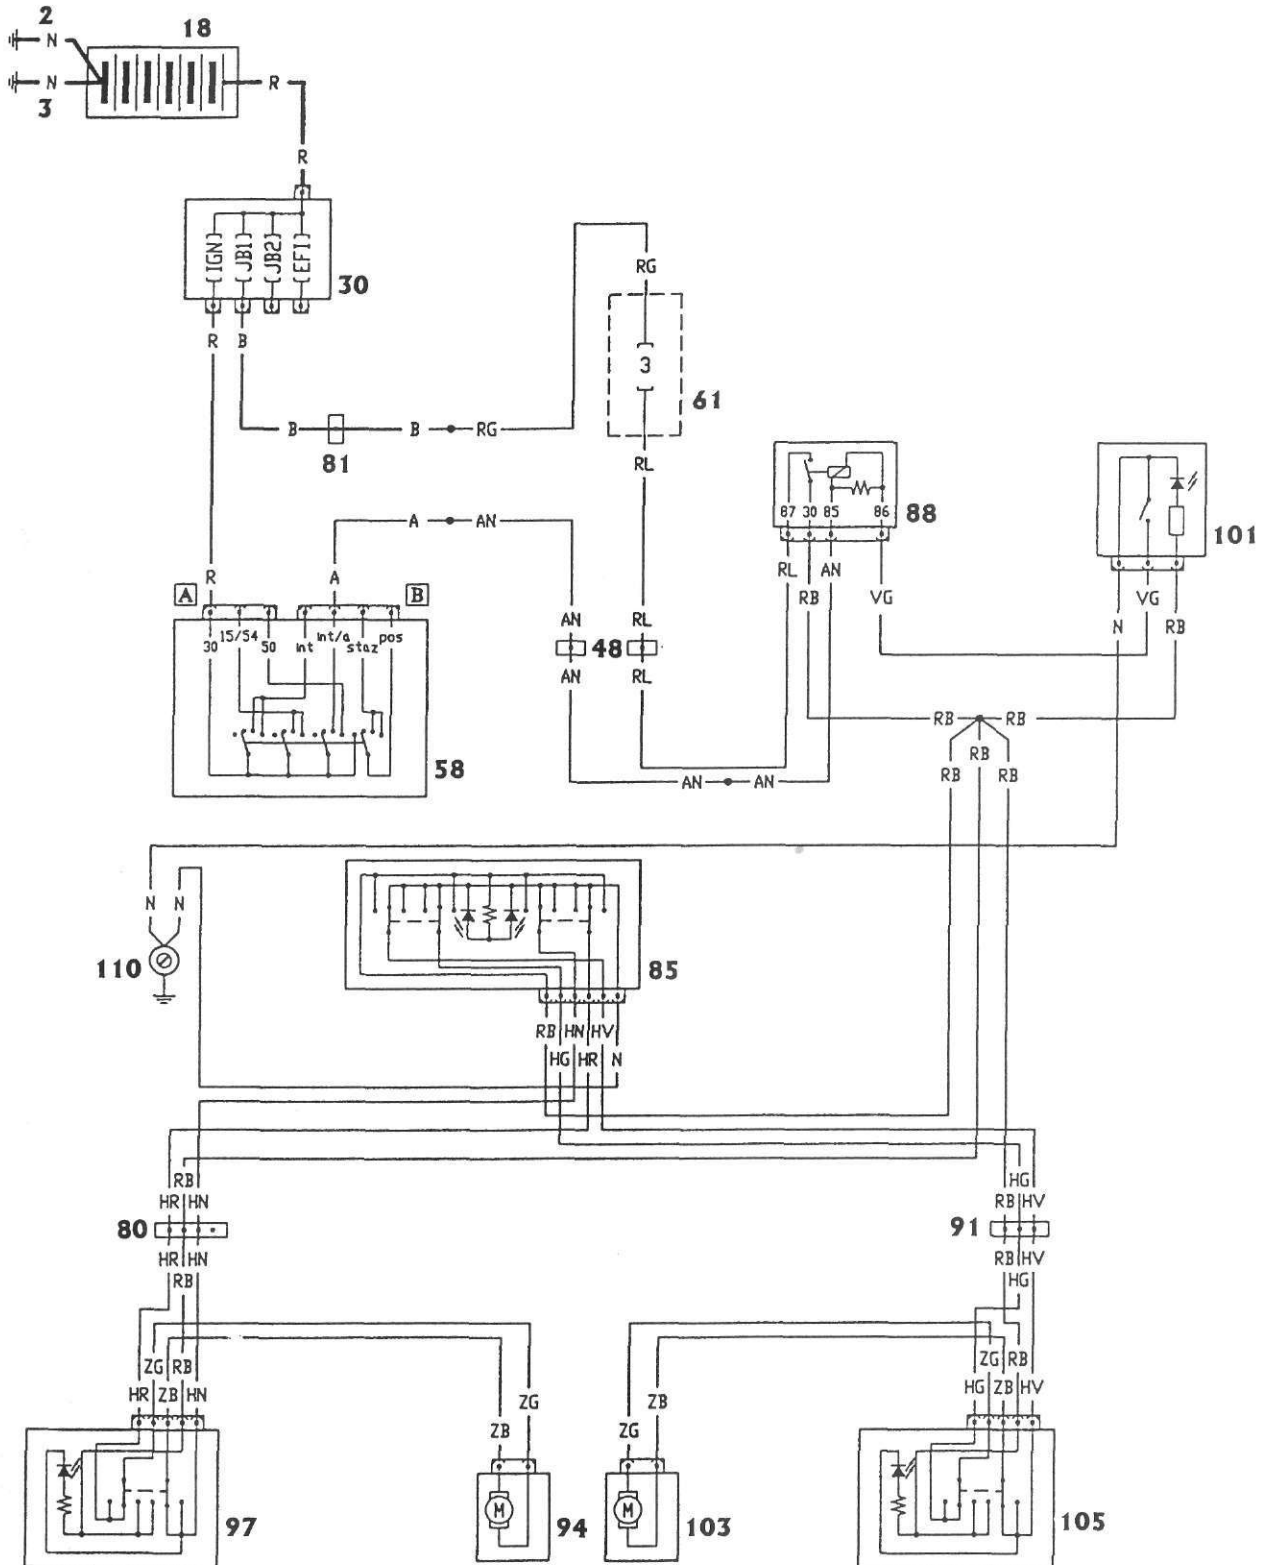 2
N
18
N
R
3
R
[IGN]
[JB1]
[JB2]
[EFI]
30
RG
R B
3
61
B B RG
81
RL
87 30 85 86
88
101
A AN
R A
RL AN
RB VG
VG
N RB
A B
30 15/54 50 int int/a staz pos
AN RL
48
AN RL
RB RB
RB
RB RB
58
AN AN
N N
110
85
RB HN HV
HG HR N
RB
HR HN
80
HR HN
RB
HG
RB HV
91
RB HV
HG
ZG RB
HR ZB HN
ZB ZG
ZG ZB
ZG RB
HG ZB HV
97
M
94
M
103
105